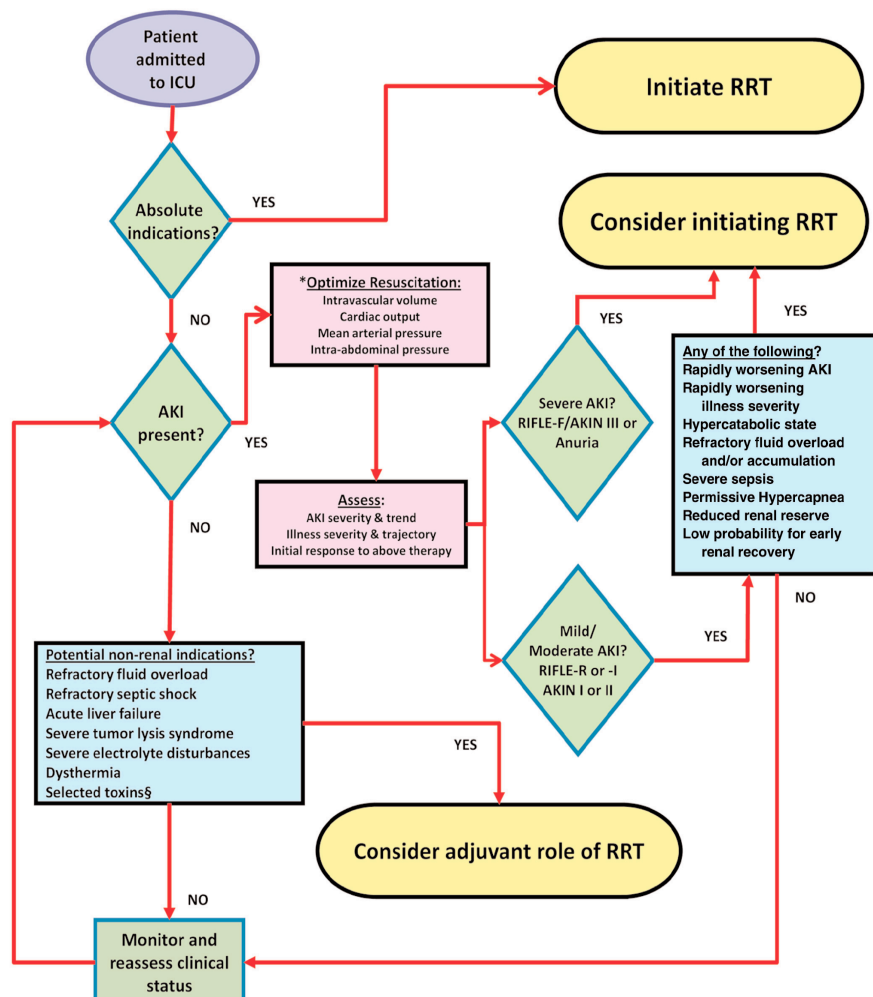 Patient
admitted
to ICU
Initiate RRT
Absolute
indications?
YES
Consider initiating RRT
NO
*Optimize Resuscitation:
Intravascular volume
Cardiac output
Mean arterial pressure
Intra-abdominal pressure
YES
YES
Any of the following?
Rapidly worsening AKI
Rapidly worsening
illness severity
Hypercatabolic state
Refractory fluid overload
and/or accumulation
Severe sepsis
Permissive Hypercapnea
Reduced renal reserve
Low probability for early
renal recovery
AKI
present?
YES
Severe AKI?
RIFLE-F/AKIN III or
Anuria
NO
Assess:
AKI severity & trend
Illness severity & trajectory
Initial response to above therapy
NO
Mild/
Moderate AKI?
RIFLE-R or -I
AKIN I or II
YES
Potential non-renal indications?
Refractory fluid overload
Refractory septic shock
Acute liver failure
Severe tumor lysis syndrome
Severe electrolyte disturbances
Dysthermia
Selected toxins§
YES
Consider adjuvant role of RRT
NO
Monitor and
reassess clinical
status